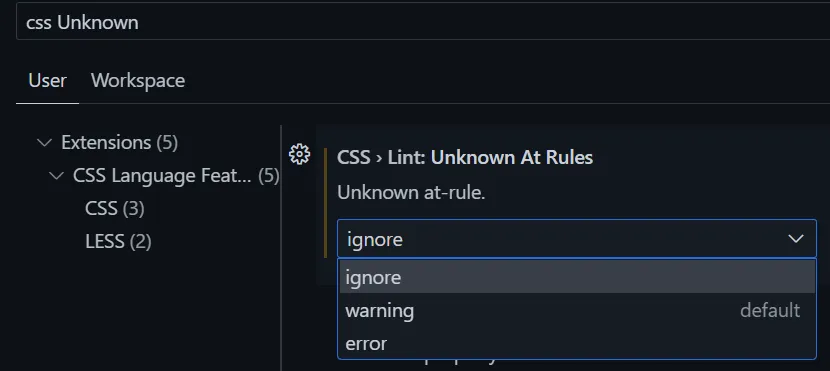 css Unknown
User Workspace
Extensions (5)
CSS Language Feat... (5)
CSS (3)
LESS (2)
CSS › Lint: Unknown At Rules
Unknown at-rule.
ignore
ignore
warning default
error